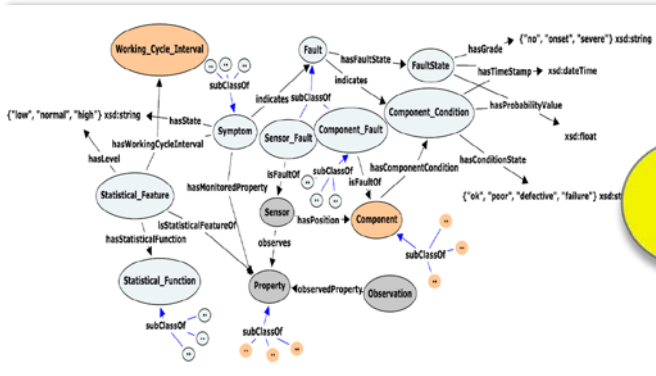 Working_Cycle_Interval
Fault
hasFaultState
FaultState
hasGrade
{"no", "onset", "severe"} xsd:string
hasTimeStamp
xsd:dateTime
subClassOf
indicates
subClassOf
indicates
hasProbabilityValue
{"low", "normal", "high"} xsd:string
hasState
Symptom
Sensor_Fault
Component_Fault
Component_Condition
xsd:float
hasLevel
hasWorkingCycleInterval
isFaultOf
subClassOf
hasComponentCondition
hasConditionState
Statistical_Feature
hasMonitoredProperty
isFaultOf
{"ok", "poor", "defective", "failure"} xsd:st
isStatisticalFeatureOf
Sensor
hasPosition
Component
hasStatisticalFunction
observes
subClassOf
Statistical_Function
Property
observedProperty
Observation
subClassOf
subClassOf